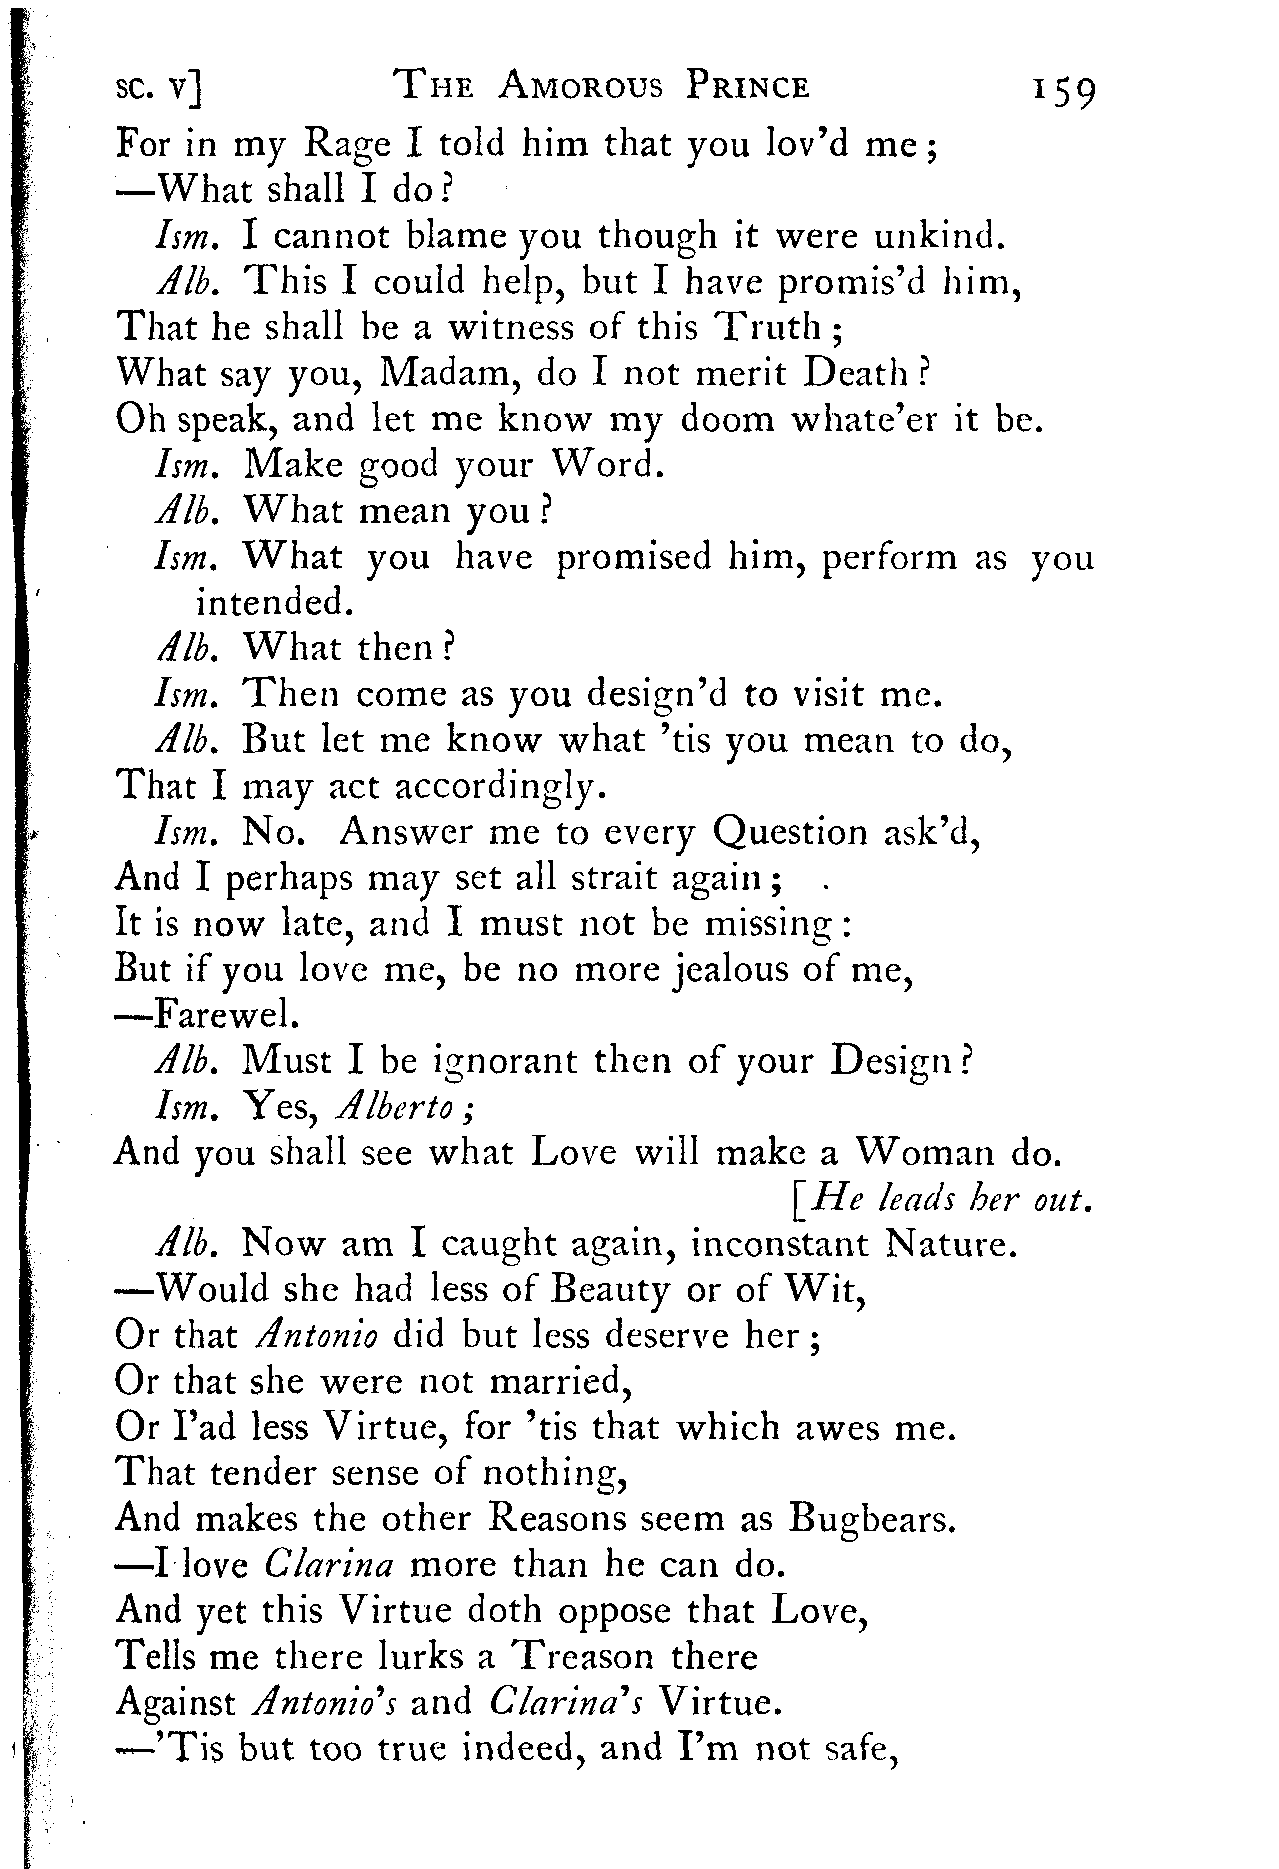 SC. V] THE AMOROUS PRINCE 159
For in my Rage I told him that you lov’d me;
—What shall I do?
Ism. I cannot blame you though it were unkind.
Alb. This I could help, but I have promis’d him,
That he shall be a witness of this Truth;
What say you, Madam, do I not merit Death?
Oh speak, and let me know my doom whate’er it be.
Ism. Make good your Word.
Alb. What mean you?
Ism. What you have promised him, perform as you
intended.
Alb. What then?
Ism. Then come as you design’d to visit me.
Alb. But let me know what ’tis you mean to do,
That I may act accordingly.
Ism. No. Answer me to every Question ask’d,
And I perhaps may set all strait again;
It is now late, and I must not be missing:
But if you love me, be no more jealous of me,
—Farewel.
Alb. Must I be ignorant then of your Design?
Ism. Yes, Alberto;
And you shall see what Love will make a Woman do.
[He leads her out.
Alb. Now am I caught again, inconstant Nature.
—Would she had less of Beauty or of Wit,
Or that Antonio did but less deserve her;
Or that she were not married,
Or I’ad less Virtue, for ’tis that which awes me.
That tender sense of nothing,
And makes the other Reasons seem as Bugbears.
—I love Clarina more than he can do.
And yet this Virtue doth oppose that Love,
Tells me there lurks a Treason there
Against Antonio’s and Clarina’s Virtue.
—’Tis but too true indeed, and I’m not safe,